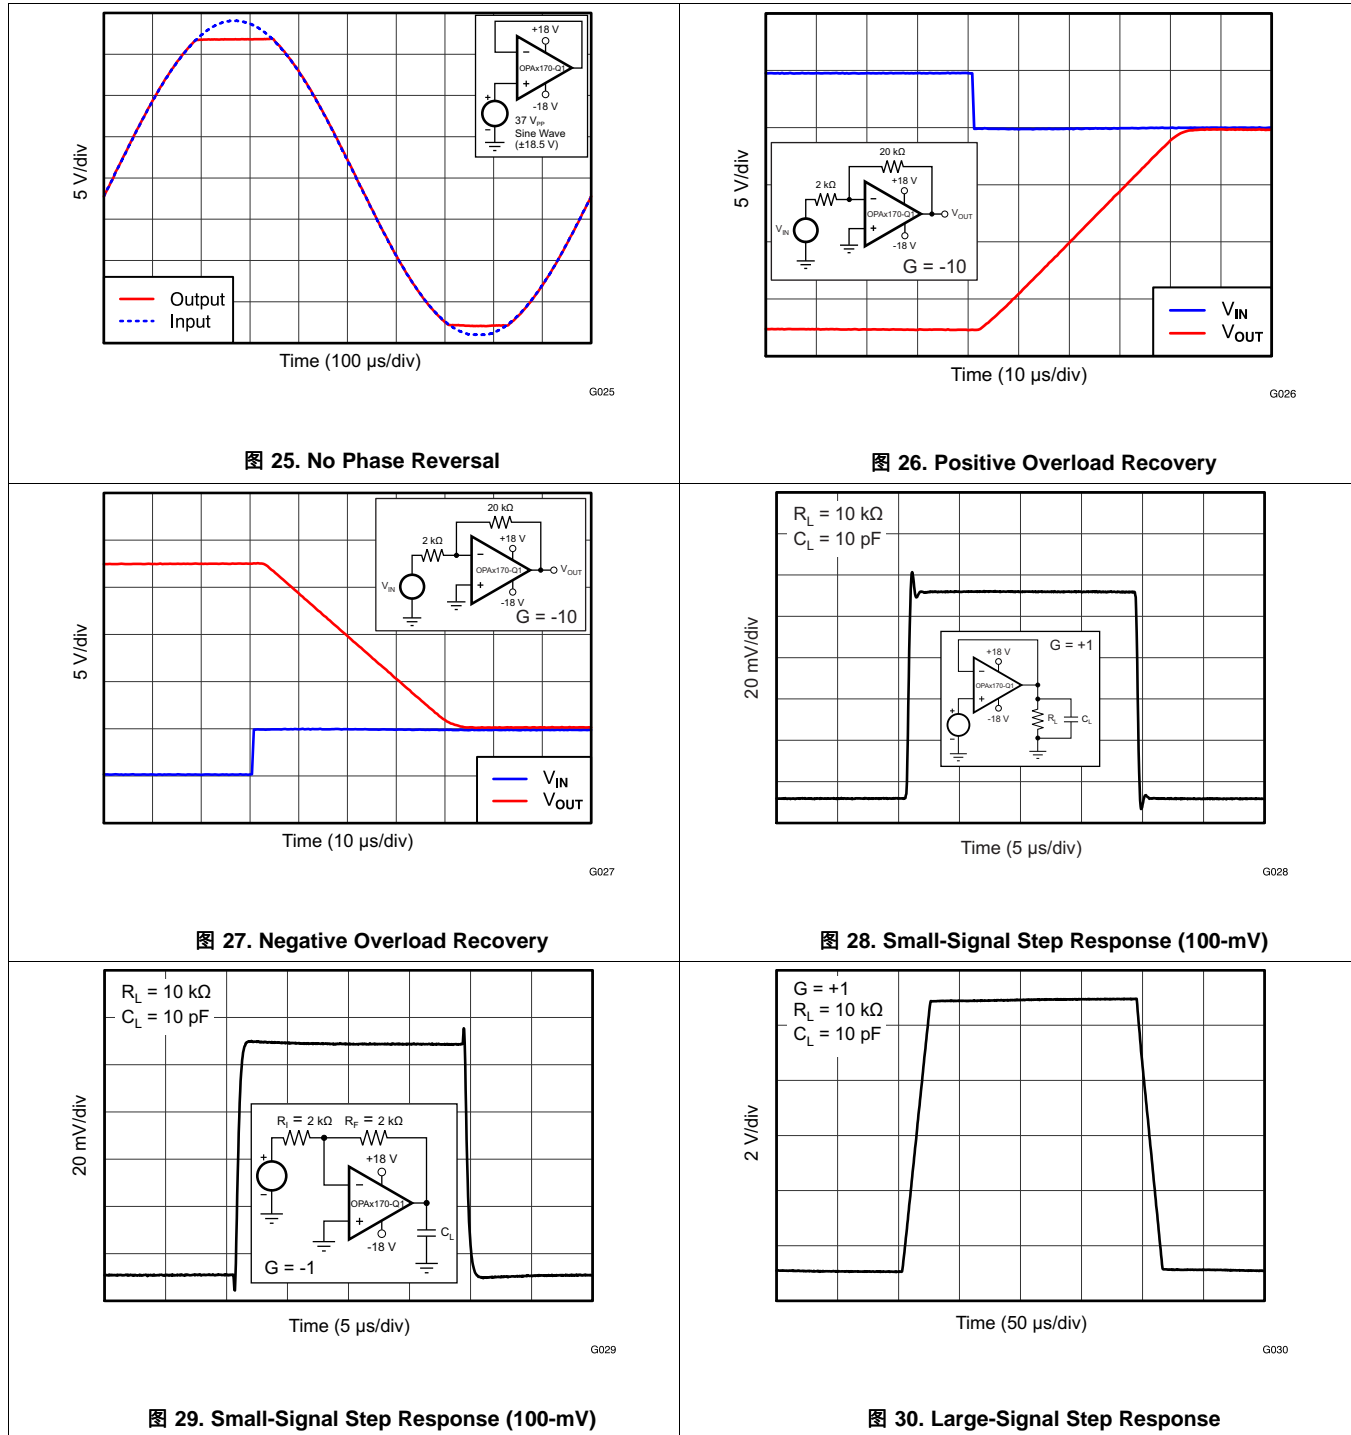 5 V/div
+18 V
−
OPAx170-Q1
+
-18 V
+
−
37 VPP
Sine Wave
(±18.5 V)
Output
Input
Time (100 µs/div)
G025
图 25. No Phase Reversal
5 V/div
20 kΩ
2 kΩ
+18 V
−
OPAx170-Q1
+
VOUT
VIN
-18 V
G = -10
VIN
VOUT
Time (10 µs/div)
G026
图 26. Positive Overload Recovery
5 V/div
20 kΩ
2 kΩ
+18 V
−
OPAx170-Q1
+
VOUT
VIN
-18 V
G = -10
VIN
VOUT
Time (10 µs/div)
G027
图 27. Negative Overload Recovery
RL = 10 kΩ
CL = 10 pF
20 mV/div
G = +1
+18 V
−
OPAx170-Q1
+
+
−
-18 V
RL
CL
Time (5 µs/div)
G028
图 28. Small-Signal Step Response (100-mV)
RL = 10 kΩ
CL = 10 pF
20 mV/div
RI = 2 kΩ
RF = 2 kΩ
+
−
+18 V
−
OPAx170-Q1
+
-18 V
CL
G = -1
Time (5 µs/div)
G029
图 29. Small-Signal Step Response (100-mV)
G = +1
RL = 10 kΩ
CL = 10 pF
2 V/div
Time (50 µs/div)
G030
图 30. Large-Signal Step Response